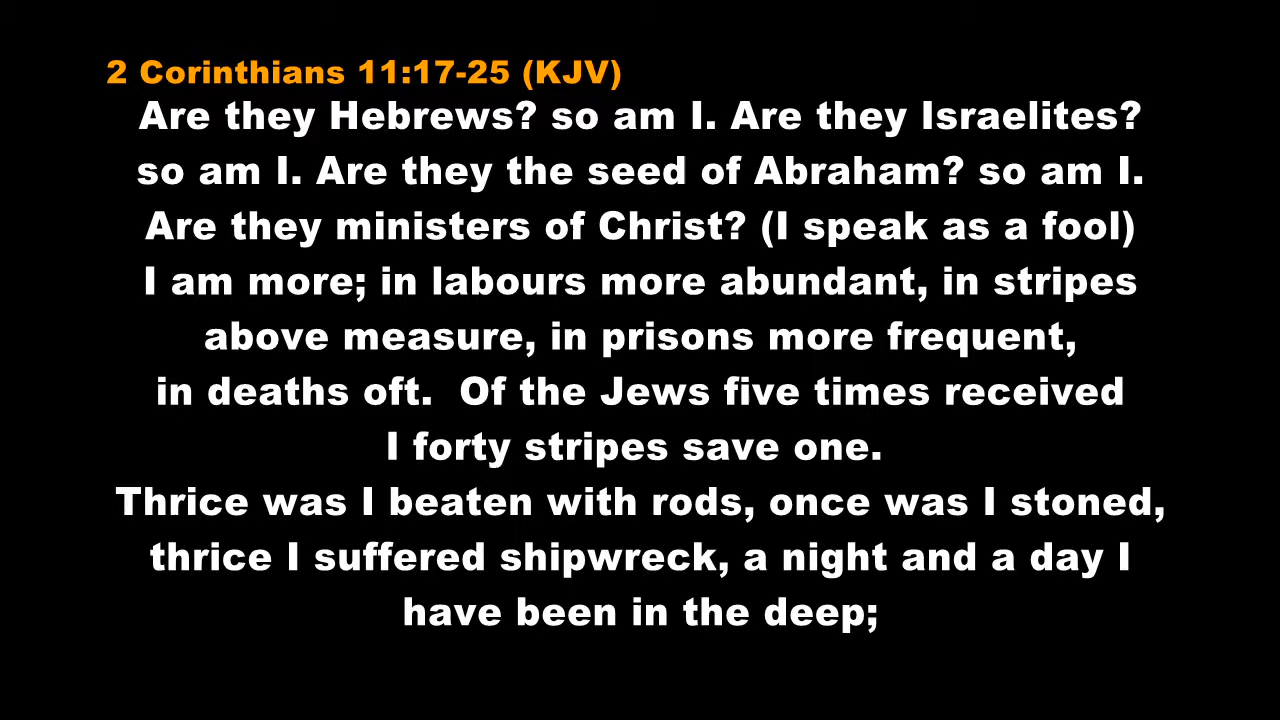 2 Corinthians 11:17-25 (KJV)
Are they Hebrews? so am I. Are they Israelites?
so am I. Are they the seed of Abraham? so am I.
Are they ministers of Christ? (I speak as a fool)
I am more; in labours more abundant, in stripes
above measure, in prisons more frequent,
in deaths oft.  Of the Jews five times received
I forty stripes save one.
Thrice was I beaten with rods, once was I stoned,
thrice I suffered shipwreck, a night and a day I
have been in the deep;